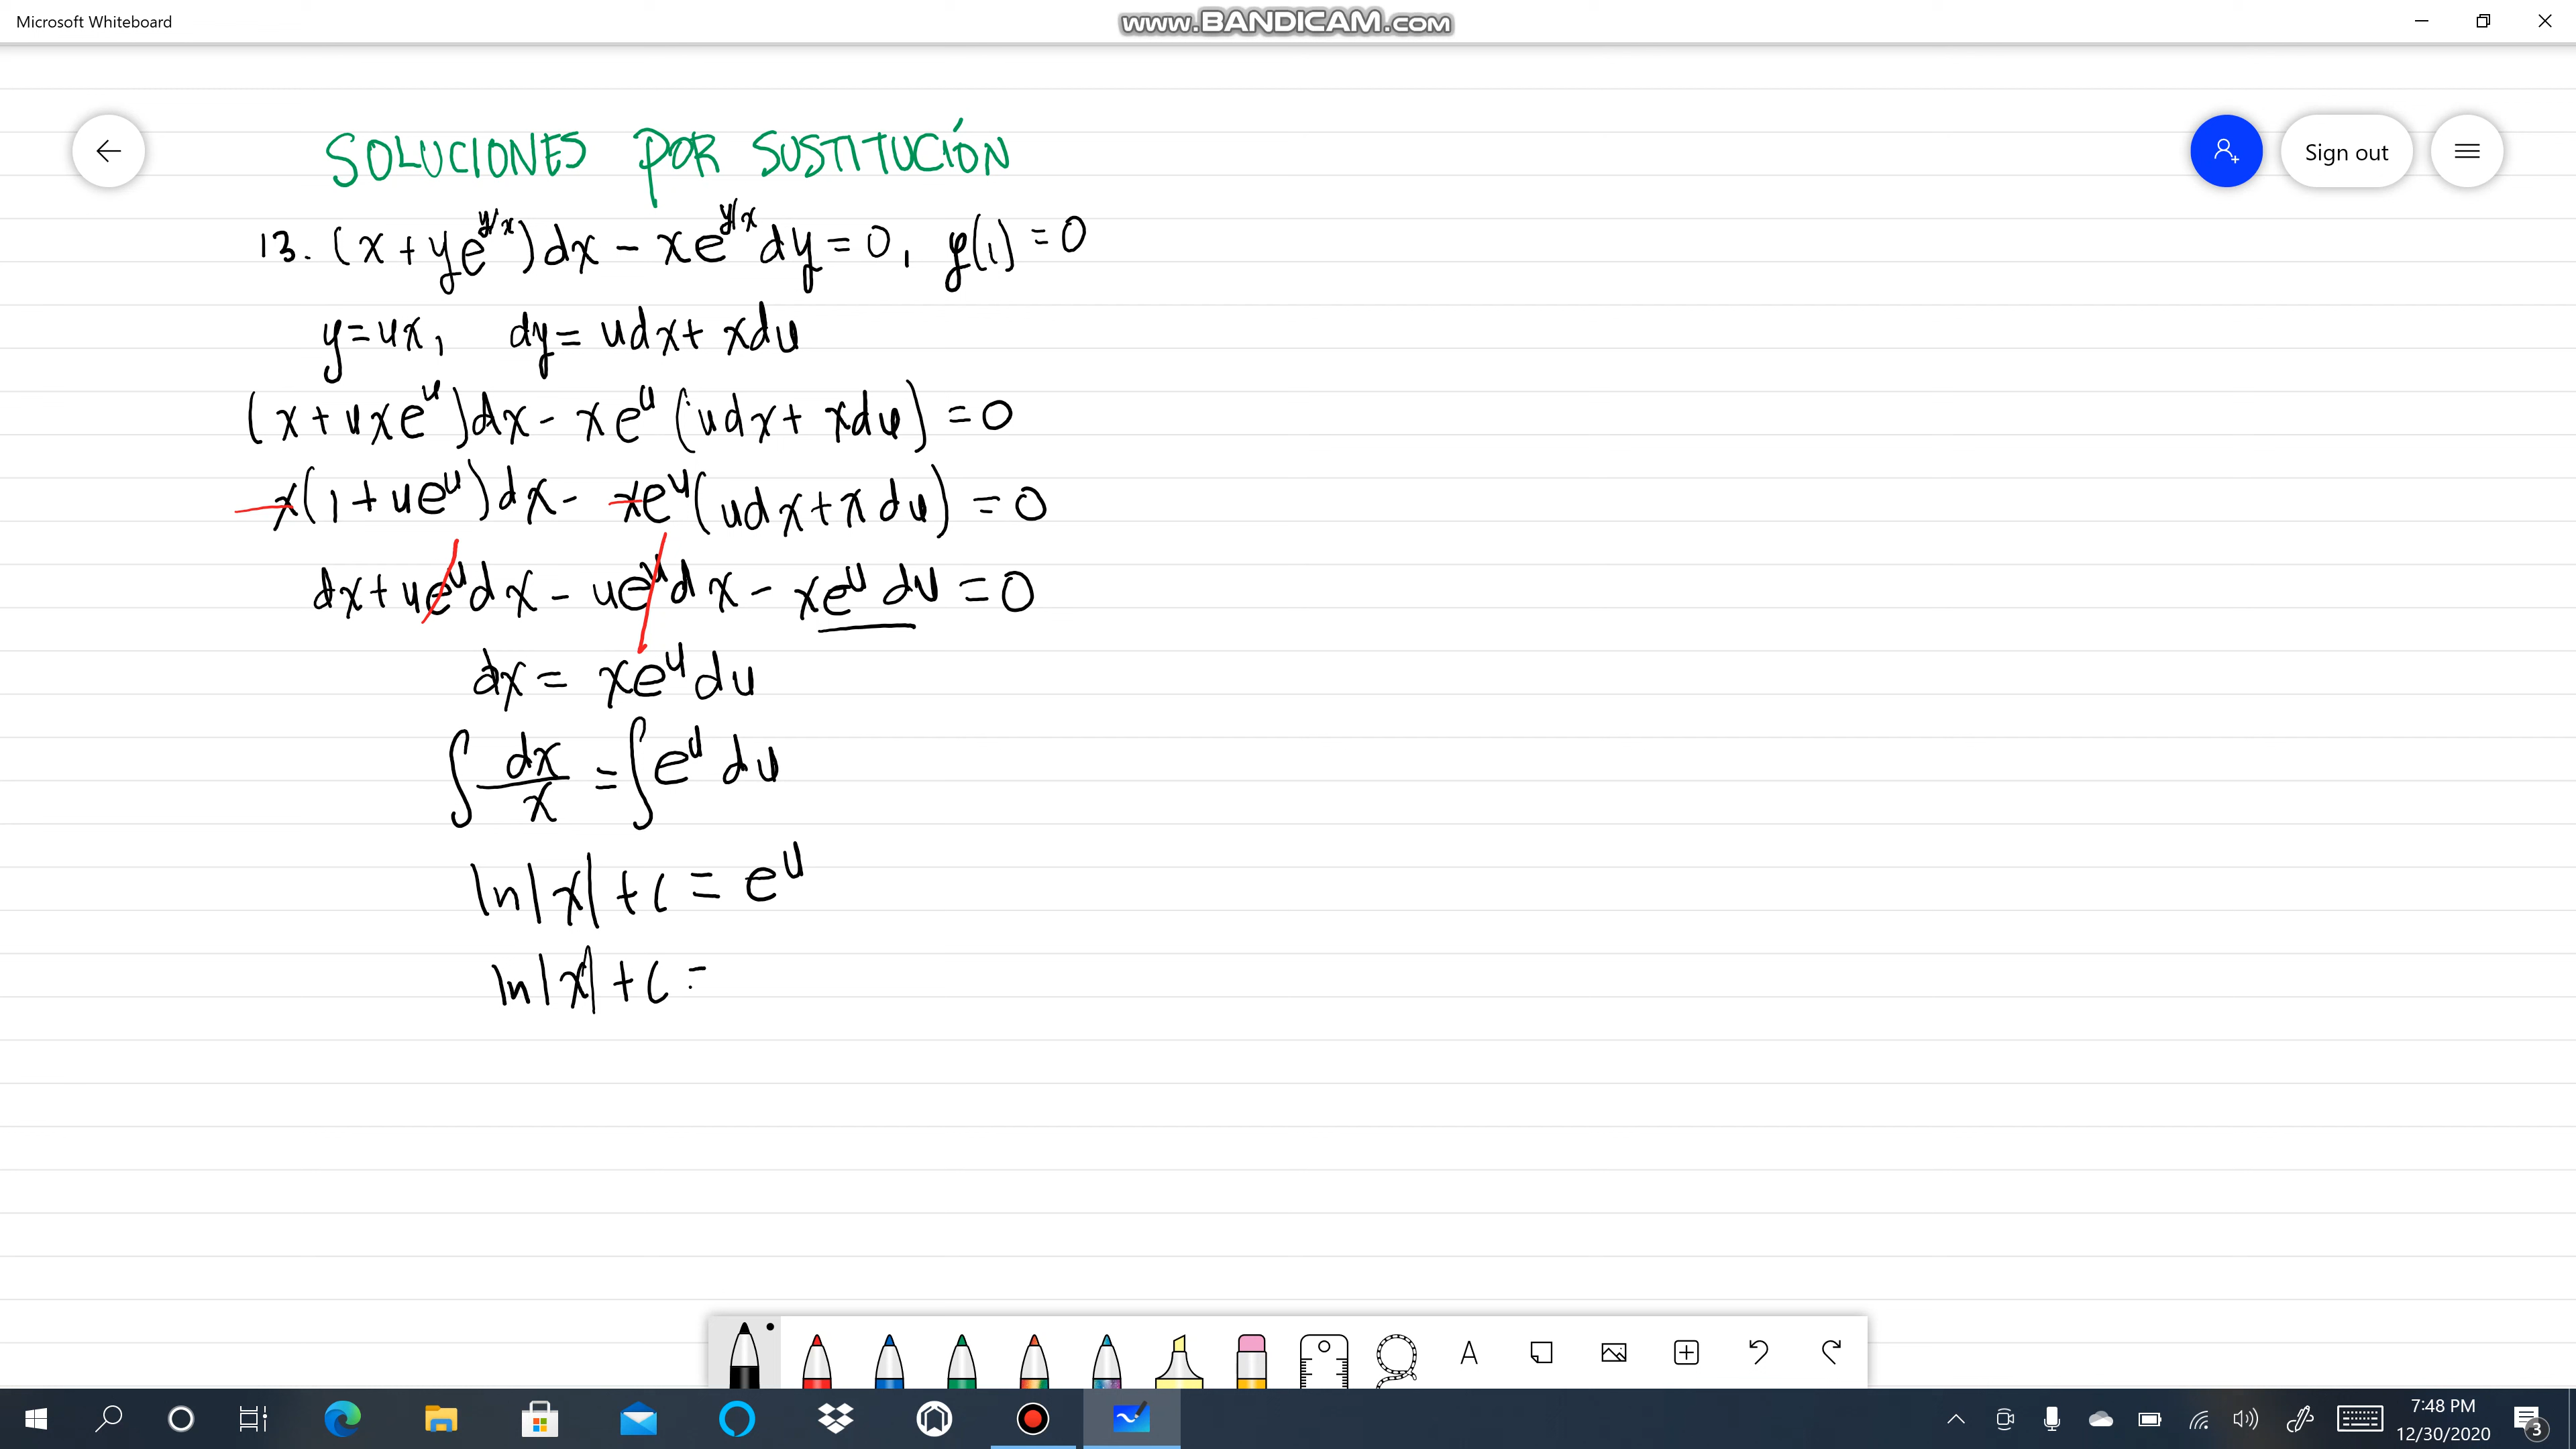 Microsoft Whiteboard
www.BANDICAM.com
Sign out
SOLUCIONES POR SUSTITUCIÓN
13. (x + ye^{y/x})dx − xe^{y/x}dy = 0, y(1) = 0
y = ux, dy = udx + xdu
(x + uxe^u)dx − xe^u(udx + xdu) = 0
x(1 + ue^u)dx − xe^u(udx + xdu) = 0
dx + ue^u dx − ue^u dx − xe^u du = 0
dx = xe^u du
∫ dx/x = ∫ e^u du
ln|x| + c = e^u
ln|x| + c =
A
7:48 PM
12/30/2020
3